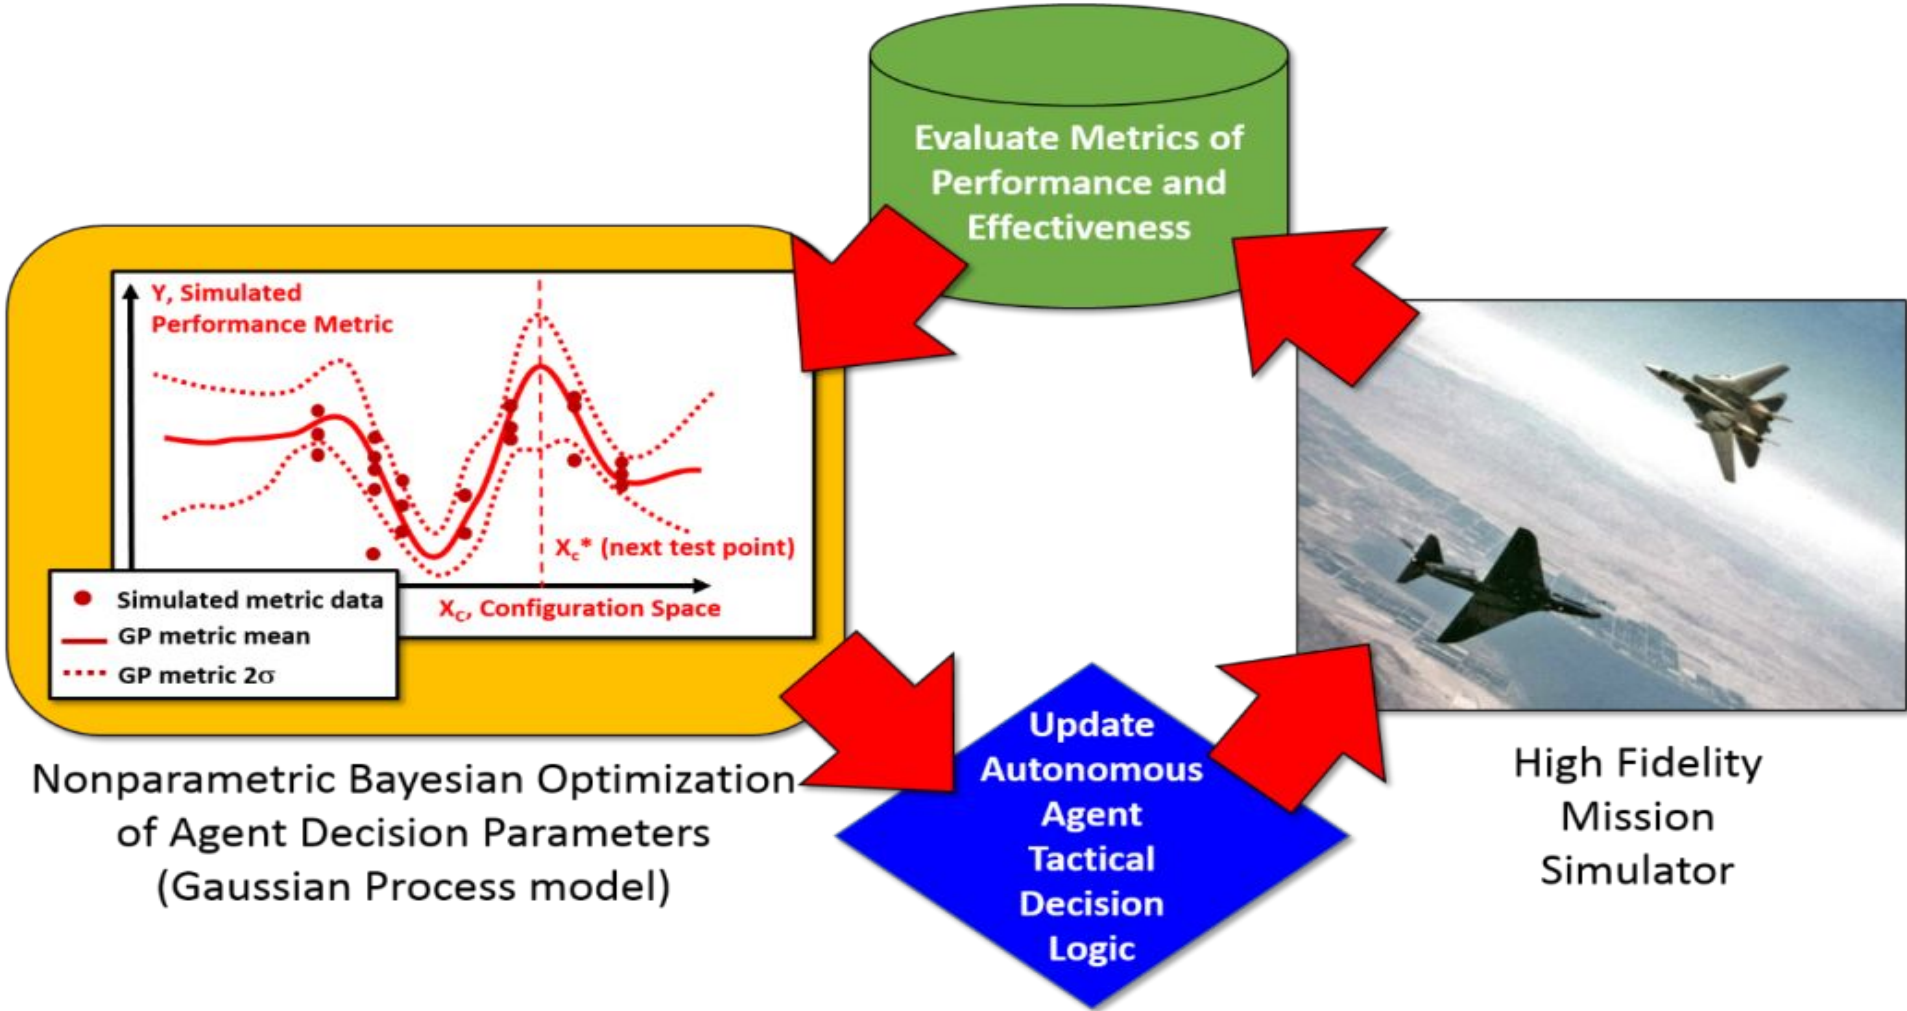 Evaluate Metrics of
Performance and
Effectiveness
Y, Simulated
Performance Metric
X_c* (next test point)
X_C, Configuration Space
Simulated metric data
GP metric mean
GP metric 2σ
Nonparametric Bayesian Optimization
of Agent Decision Parameters
(Gaussian Process model)
Update
Autonomous
Agent
Tactical
Decision
Logic
High Fidelity
Mission
Simulator